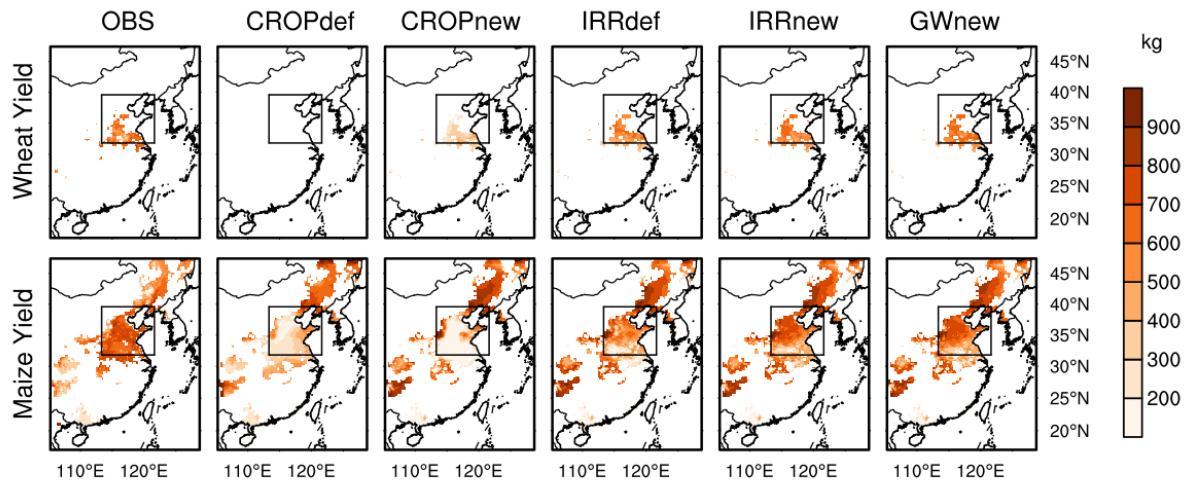 OBS CROPdef CROPnew IRRdef IRRnew GWnew
kg
Wheat Yield
45°N
40°N
35°N
30°N
25°N
20°N
Maize Yield
45°N
40°N
35°N
30°N
25°N
20°N
900
800
700
600
500
400
300
200
110°E 120°E 110°E 120°E 110°E 120°E 110°E 120°E 110°E 120°E 110°E 120°E